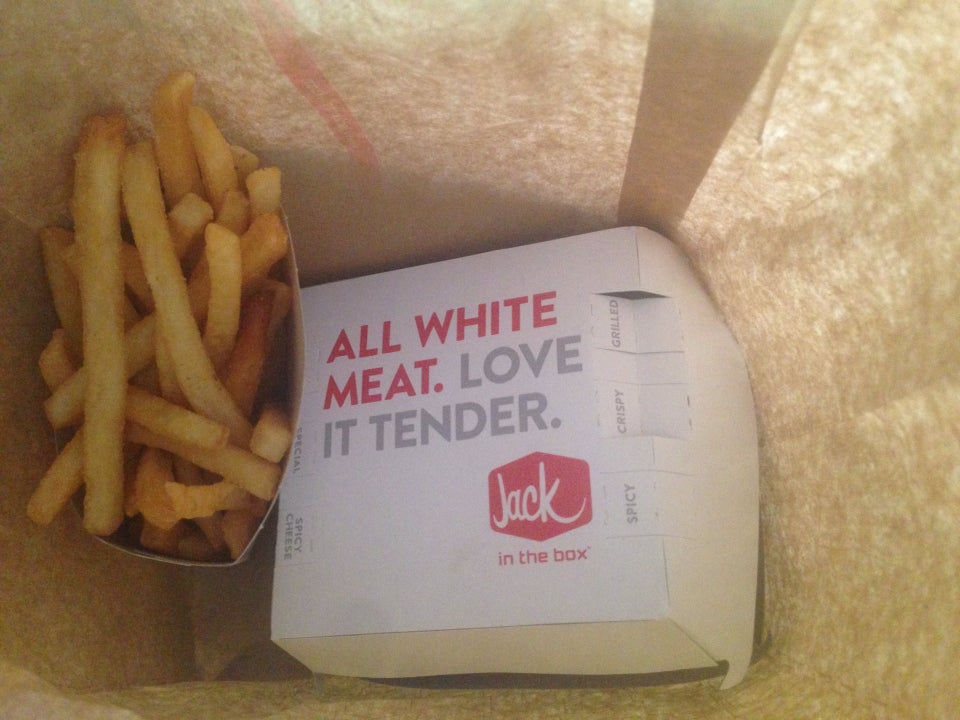 ALL WHITE
MEAT. LOVE
IT TENDER.
Jack
in the box
GRILLED
CRISPY
SPICY
SPECIAL
SPICY
CHEESE